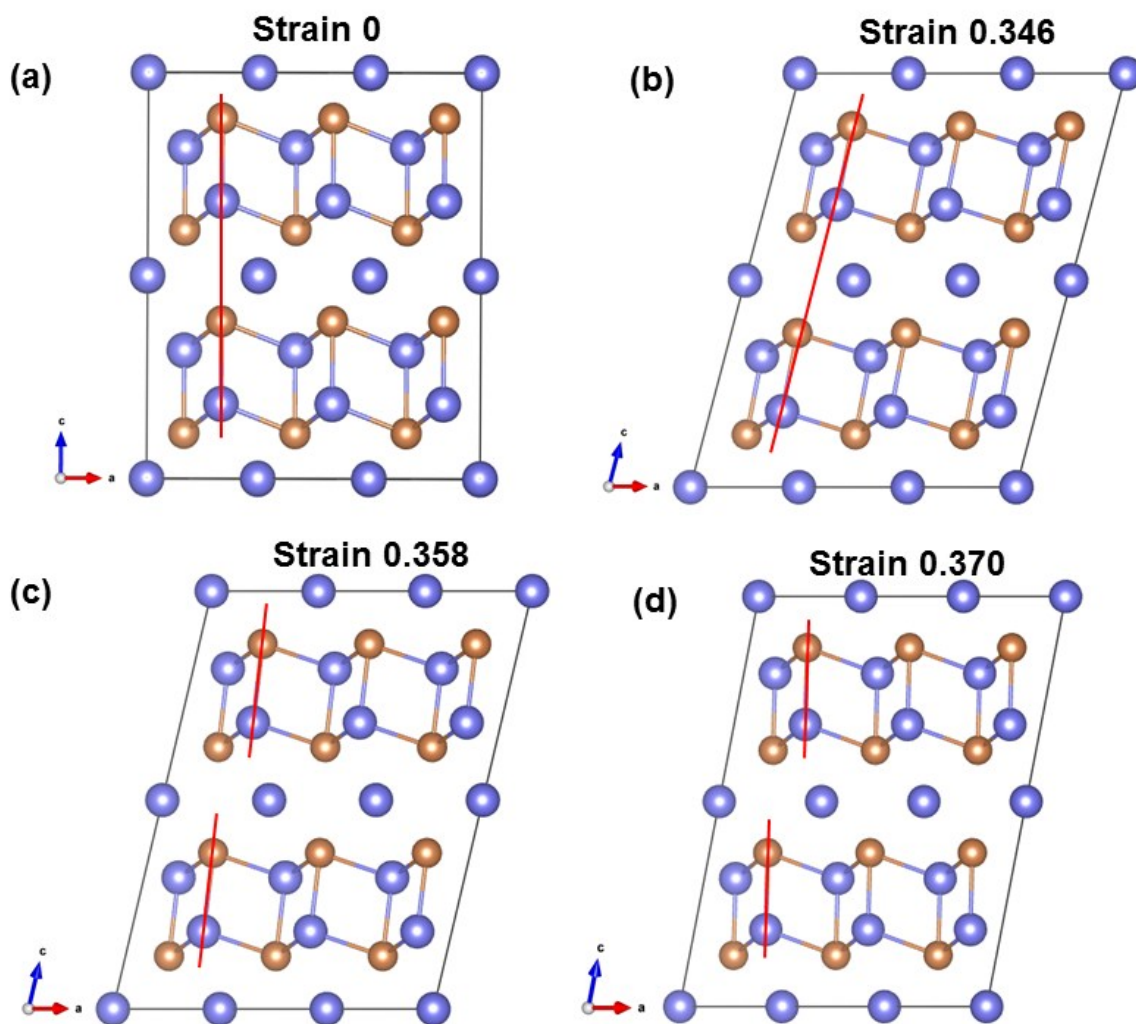 Strain 0
(a)
c
a
Strain 0.346
(b)
c
a
Strain 0.358
(c)
c
a
Strain 0.370
(d)
c
a